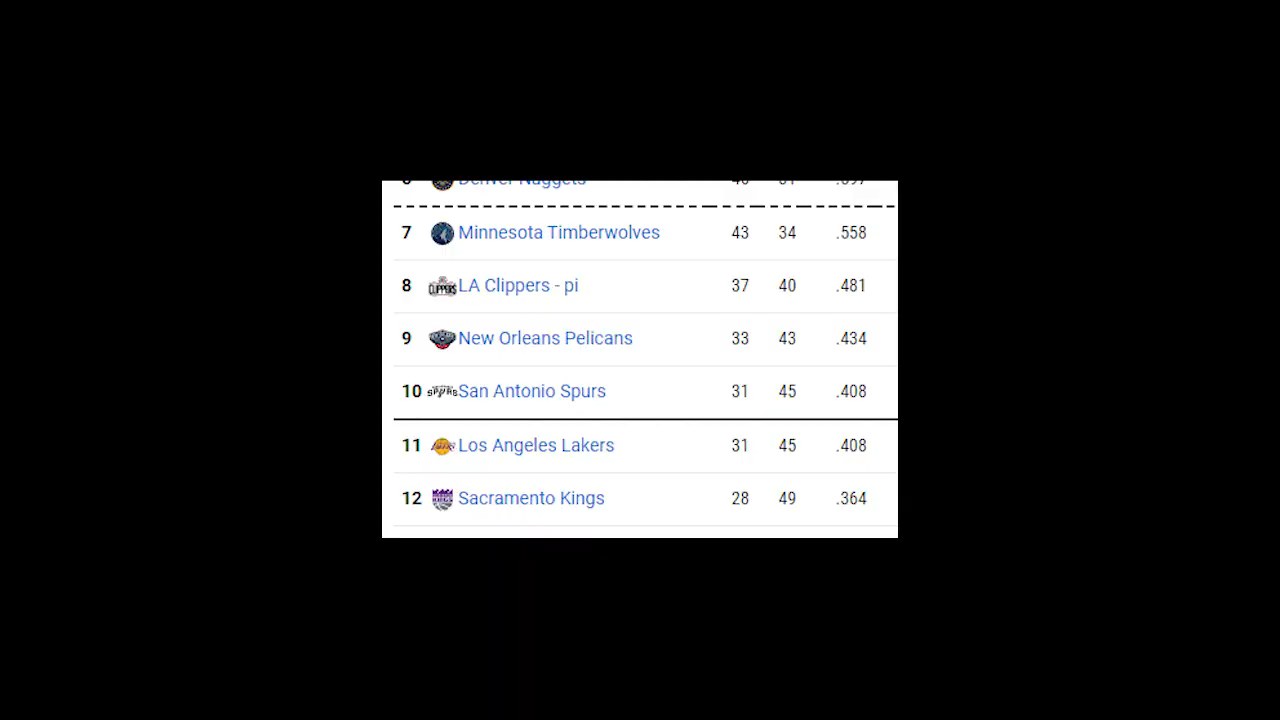 Denver Nuggets
7 Minnesota Timberwolves 43 34 .558
8 LA Clippers - pi 37 40 .481
9 New Orleans Pelicans 33 43 .434
10 San Antonio Spurs 31 45 .408
11 Los Angeles Lakers 31 45 .408
12 Sacramento Kings 28 49 .364